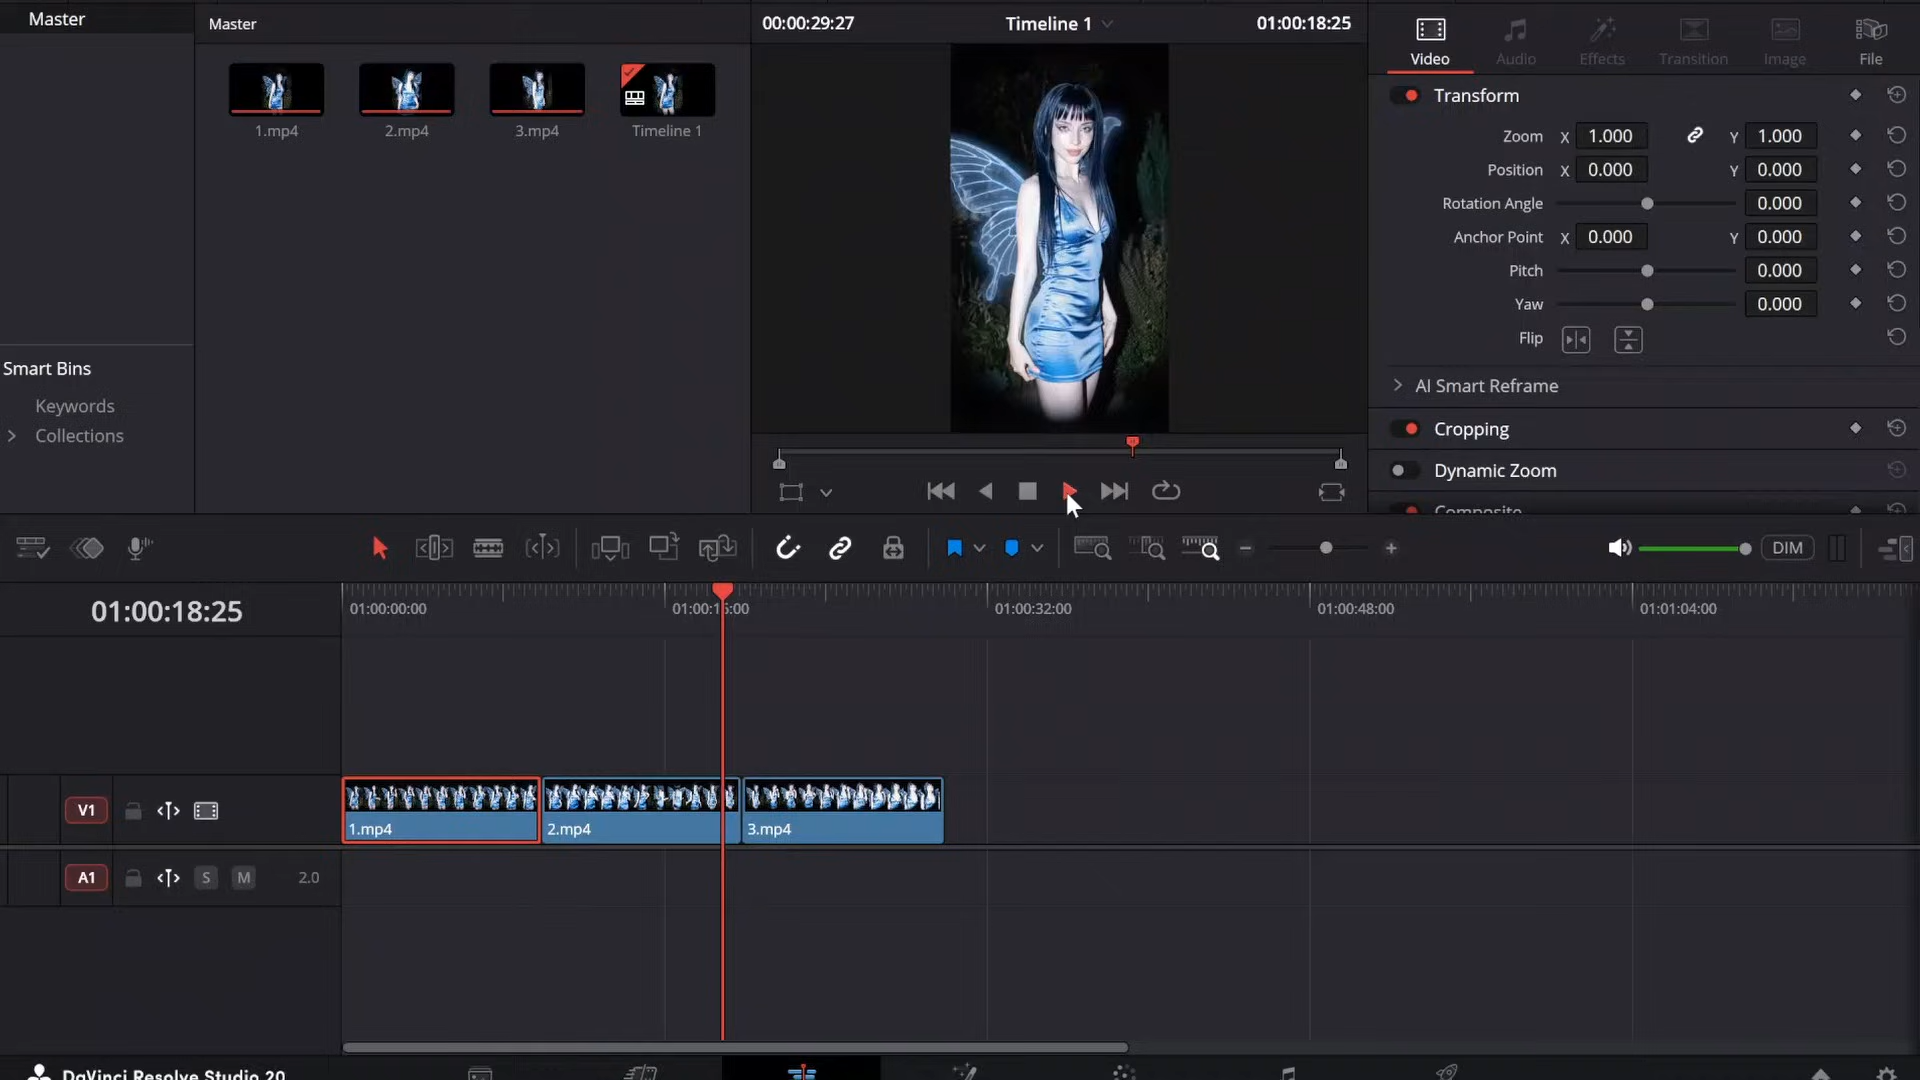 Master
Master
1.mp4
2.mp4
3.mp4
Timeline 1
Smart Bins
Keywords
Collections
00:00:29:27
Timeline 1
01:00:18:25
Video
Audio
Effects
Transition
Image
File
Transform
Zoom X 1.000 Y 1.000
Position X 0.000 Y 0.000
Rotation Angle 0.000
Anchor Point X 0.000 Y 0.000
Pitch 0.000
Yaw 0.000
Flip
AI Smart Reframe
Cropping
Dynamic Zoom
Composite
DIM
01:00:18:25
01:00:00:00
01:00:16:00
01:00:32:00
01:00:48:00
01:01:04:00
V1
1.mp4
2.mp4
3.mp4
A1 S M 2.0
DaVinci Resolve Studio 20